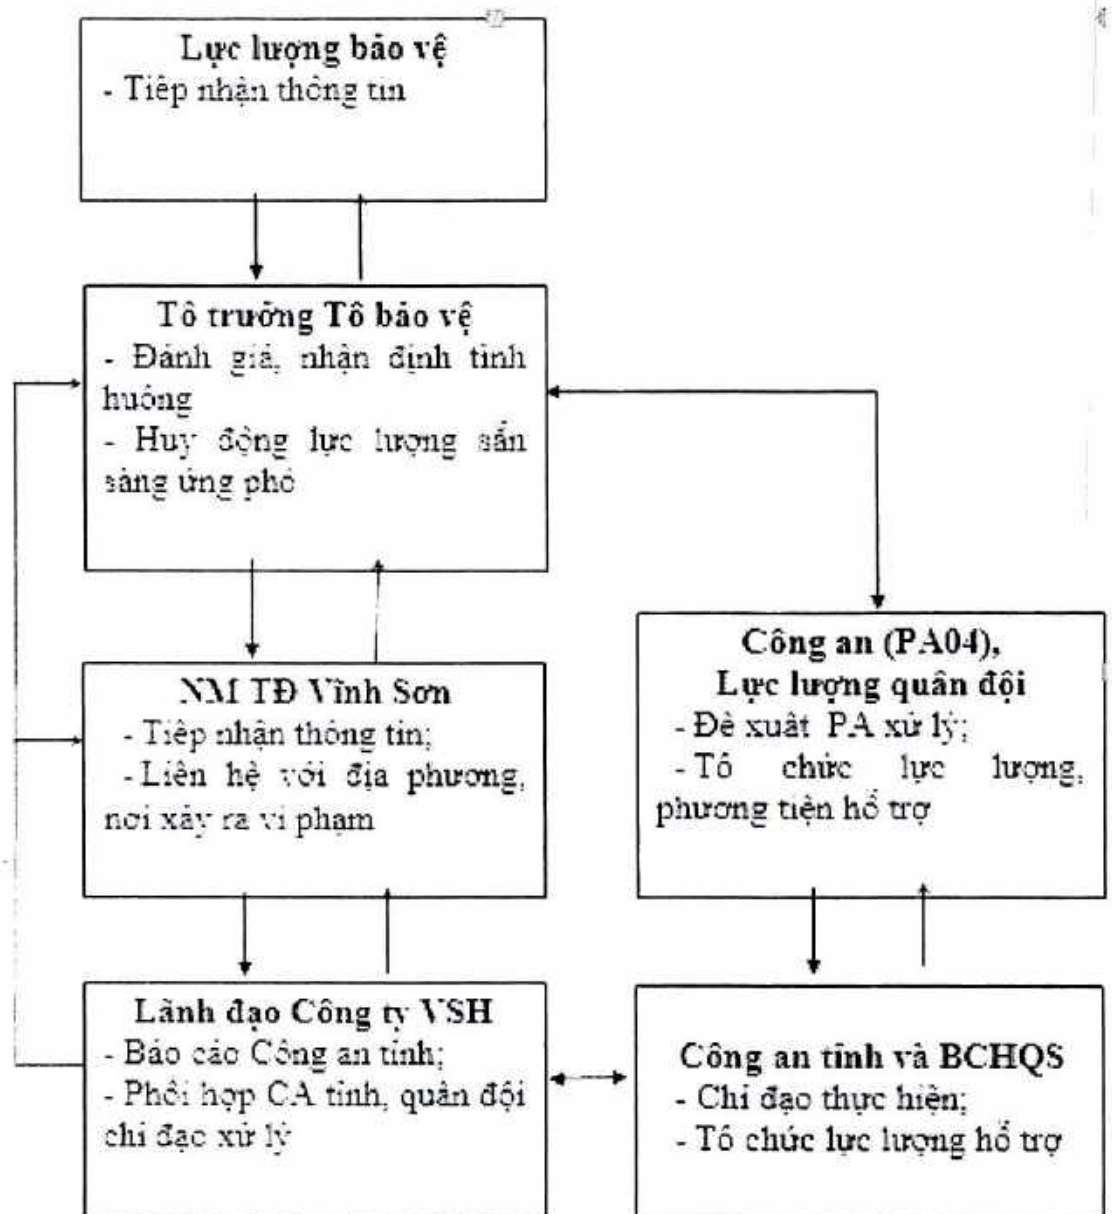 Lực lượng bảo vệ
- Tiếp nhận thông tin
Tổ trưởng Tổ bảo vệ
- Đánh giá, nhận định tình
huống
- Huy động lực lượng sẵn
sàng ứng phó
NM TĐ Vĩnh Sơn
- Tiếp nhận thông tin;
- Liên hệ với địa phương,
nơi xảy ra vi phạm
Công an (PA04),
Lực lượng quân đội
- Đề xuất PA xử lý;
- Tổ chức lực lượng,
phương tiện hỗ trợ
Lãnh đạo Công ty VSH
- Báo cáo Công an tỉnh;
- Phối hợp CA tỉnh, quân đội
chỉ đạo xử lý
Công an tỉnh và BCHQS
- Chỉ đạo thực hiện;
- Tổ chức lực lượng hỗ trợ